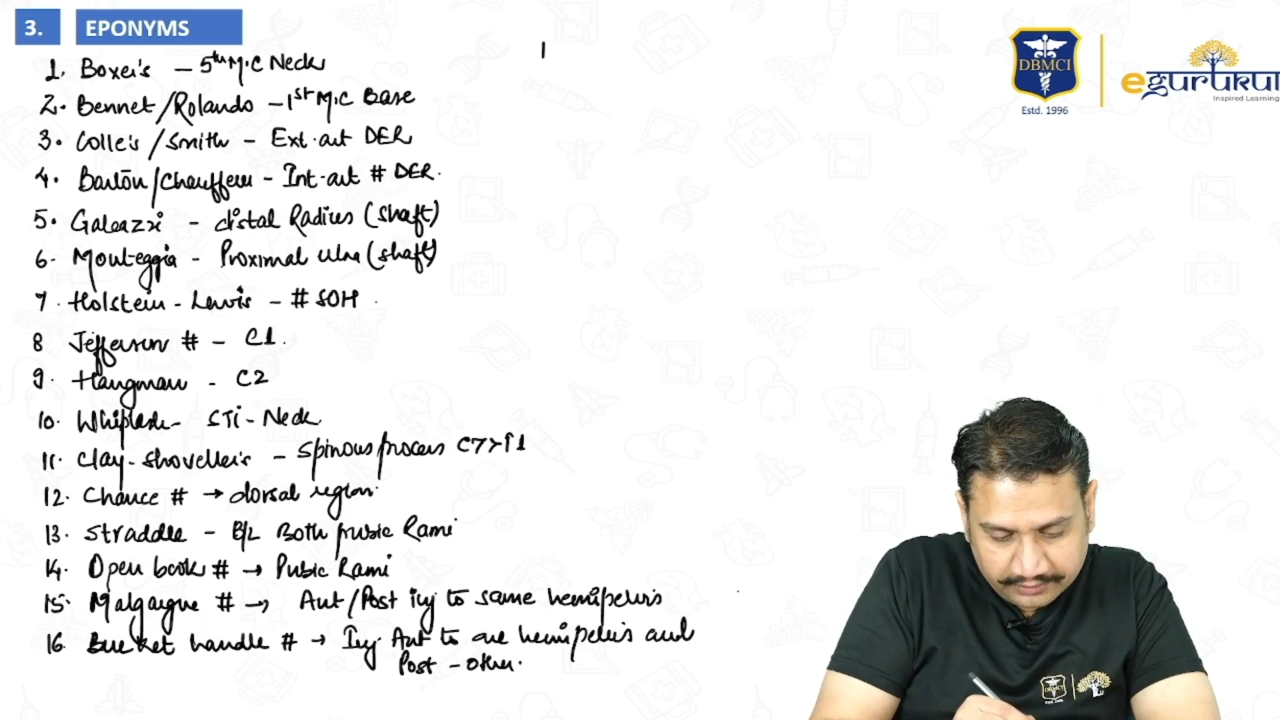 3. EPONYMS
1. Boxer's - 5th M.C Neck
2. Bennet/Rolando - 1st M.C Base
3. Colle's/Smith - Ext.art DER
4. Barton/Chauffeur - Int.art # DER.
5. Galeazzi - distal Radius (shaft)
6. Monteggia - Proximal ulna (shaft)
7. Holstein-Lewis - # SOH
8 Jefferson # - C1.
9. Hangman - C2
10. Whiplash - STI - Neck
11. Clay-shoveller's - Spinous process C7>T1
12. Chance # → dorsal region.
13. Straddle - B/L Both pubic Rami
14. Open book # → Pubic Rami
15. Malgaigne # → Ant/Post Inj to same hemipelvis
16. Bucket handle # → Inj Ant to one hemipelvis and
Post - other.
1
DBMCI
Estd. 1996
egurukul
Inspired Learning